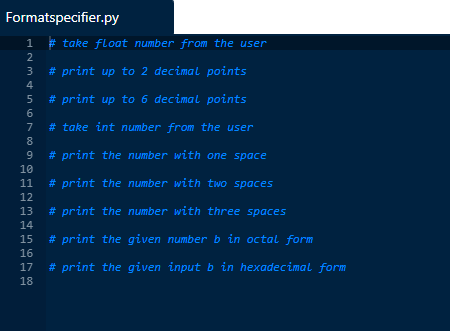 Formatspecifier.py
1 # take float number from the user
2
3 # print up to 2 decimal points
4
5 # print up to 6 decimal points
6
7 # take int number from the user
8
9 # print the number with one space
10
11 # print the number with two spaces
12
13 # print the number with three spaces
14
15 # print the given number b in octal form
16
17 # print the given input b in hexadecimal form
18